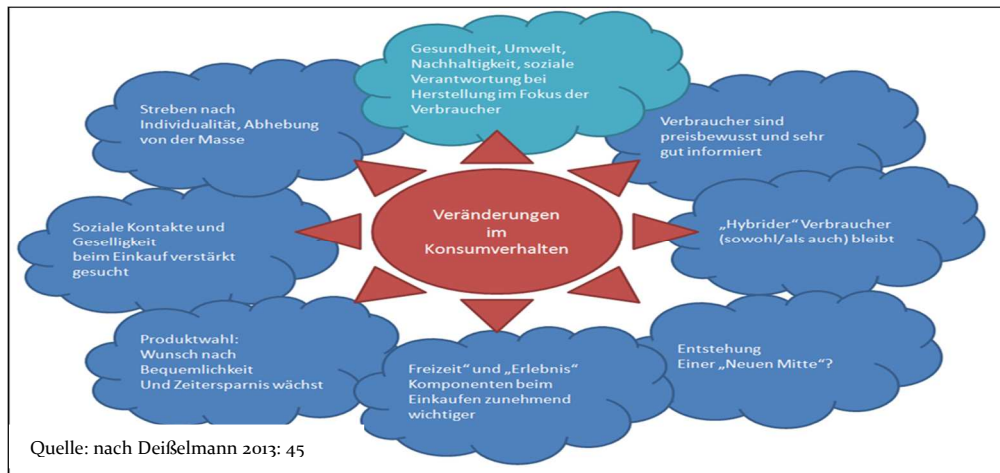 Gesundheit, Umwelt,
Nachhaltigkeit, soziale
Verantwortung bei
Herstellung im Fokus der
Verbraucher
Streben nach
Individualität, Abhebung
von der Masse
Verbraucher sind
preisbewusst und sehr
gut informiert
Soziale Kontakte und
Geselligkeit
beim Einkauf verstärkt
gesucht
Veränderungen
im
Konsumverhalten
„Hybrider“ Verbraucher
(sowohl/als auch) bleibt
Produktwahl:
Wunsch nach
Bequemlichkeit
Und Zeitersparnis wächst
Freizeit“ und „Erlebnis“
Komponenten beim
Einkaufen zunehmend
wichtiger
Entstehung
Einer „Neuen Mitte“?
Quelle: nach Deißelmann 2013: 45